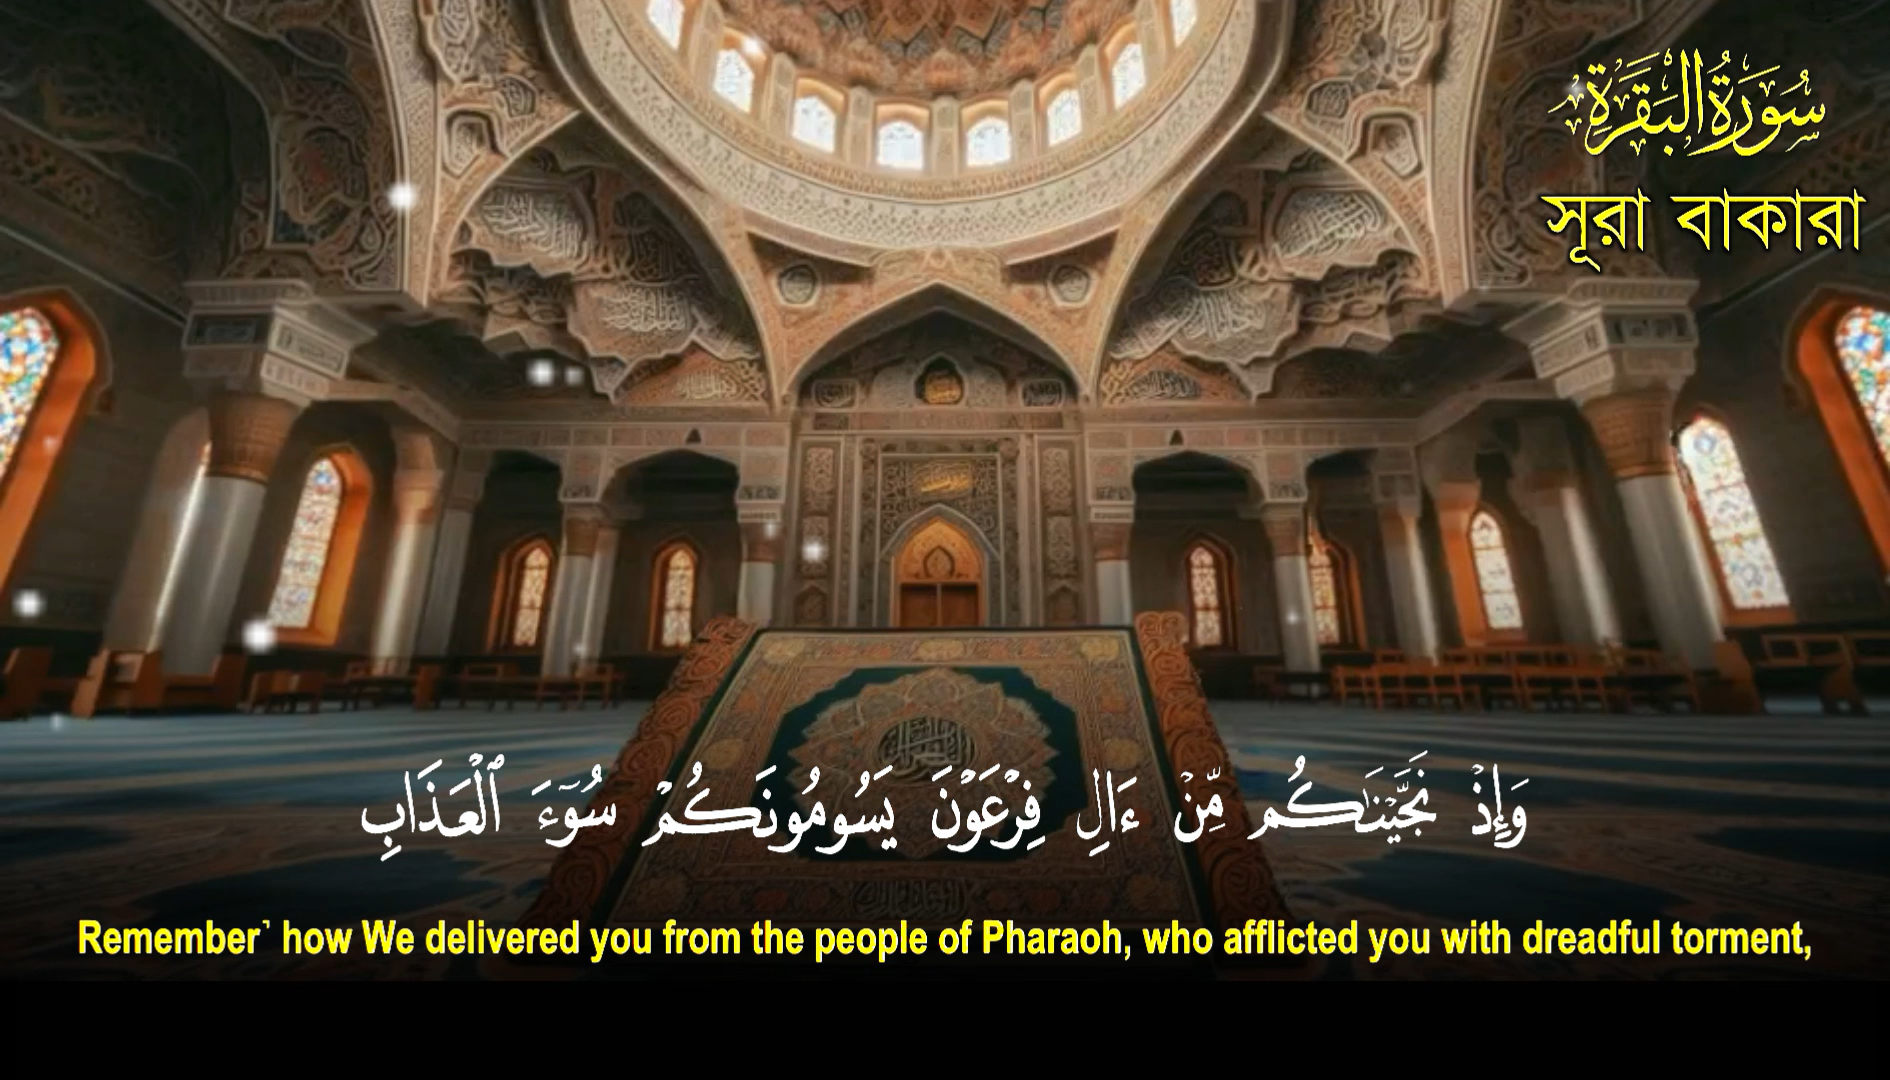 سُورَةُ الْبَقَرَةِ
সূরা বাকারা
وَإِذْ نَجَّيْنَٰكُم مِّنْ ءَالِ فِرْعَوْنَ يَسُومُونَكُمْ سُوٓءَ ٱلْعَذَابِ
Remember˺ how We delivered you from the people of Pharaoh, who afflicted you with dreadful torment,